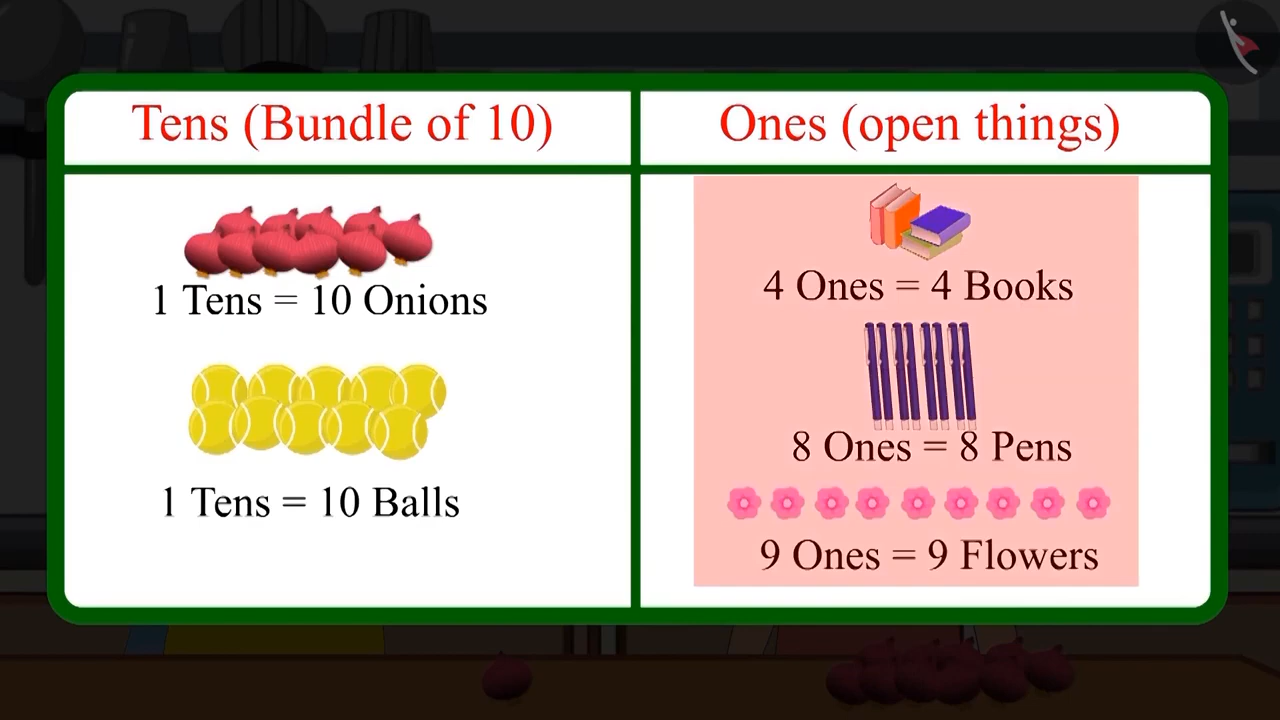 Tens (Bundle of 10)
Ones (open things)
1 Tens = 10 Onions
1 Tens = 10 Balls
4 Ones = 4 Books
8 Ones = 8 Pens
9 Ones = 9 Flowers